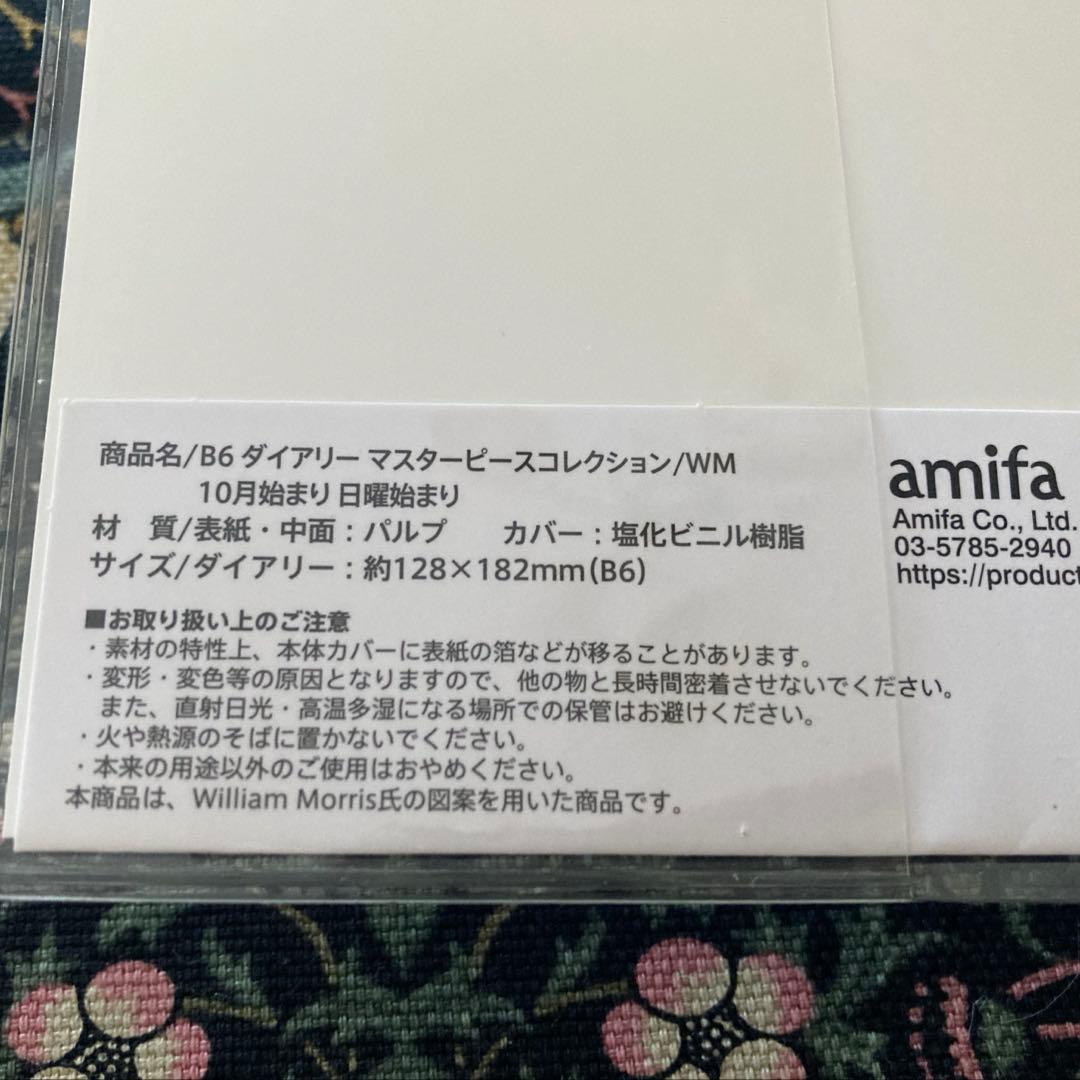 商品名/B6 ダイアリー マスターピースコレクション/WM
10月始まり 日曜始まり
材　質/表紙・中面：パルプ　　カバー：塩化ビニル樹脂
サイズ/ダイアリー：約128×182mm(B6)
■お取り扱い上のご注意
・素材の特性上、本体カバーに表紙の箔などが移ることがあります。
・変形・変色等の原因となりますので、他の物と長時間密着させないでください。
また、直射日光・高温多湿になる場所での保管はお避けください。
・火や熱源のそばに置かないでください。
・本来の用途以外のご使用はおやめください。
本商品は、William Morris氏の図案を用いた商品です。
amifa
Amifa Co., Ltd.
03-5785-2940
https://product